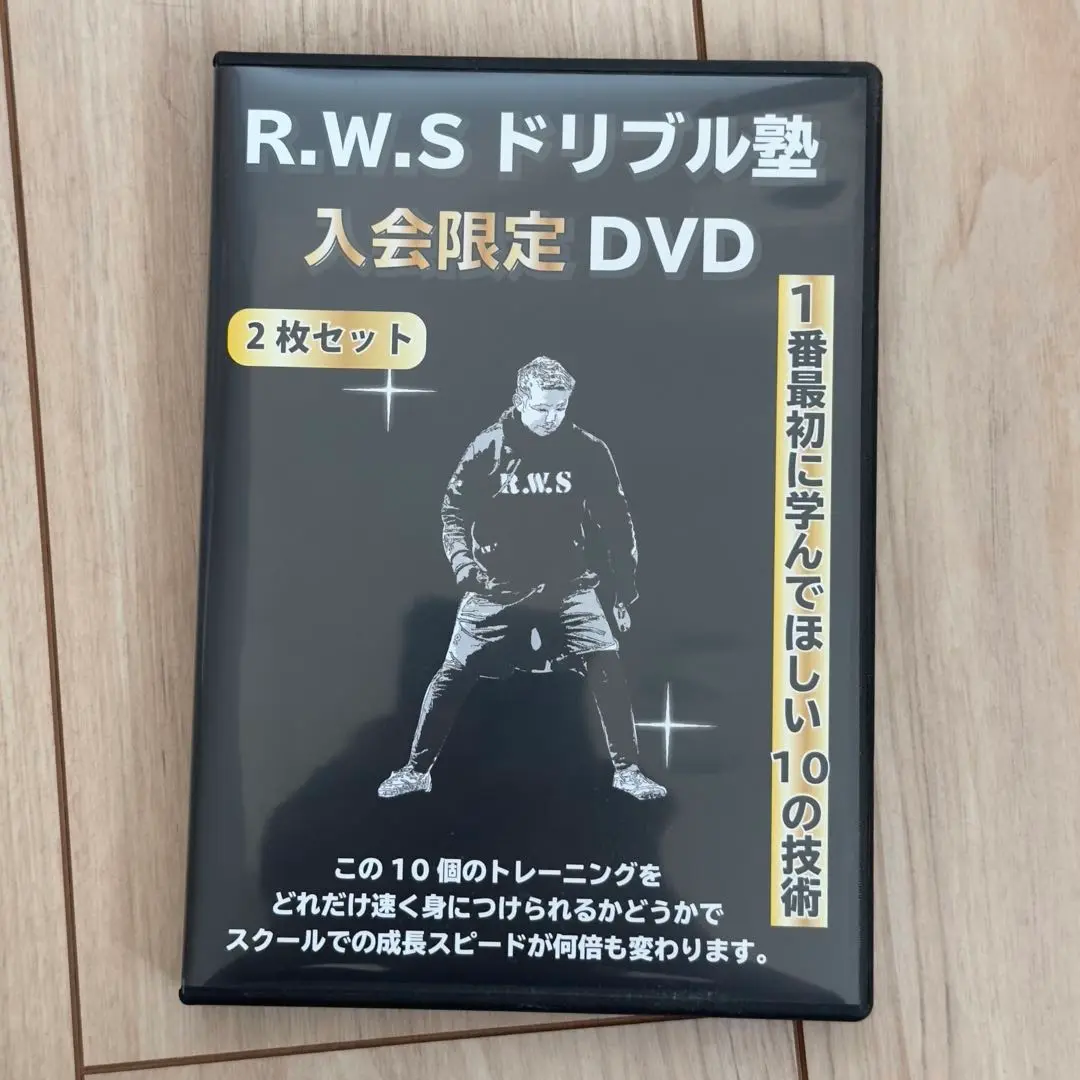 R.W.S ドリブル塾
入会限定 DVD
2枚セット
1番最初に学んでほしい 10の技術
R.W.S
この10個のトレーニングを
どれだけ速く身につけられるかどうかで
スクールでの成長スピードが何倍も変わります。